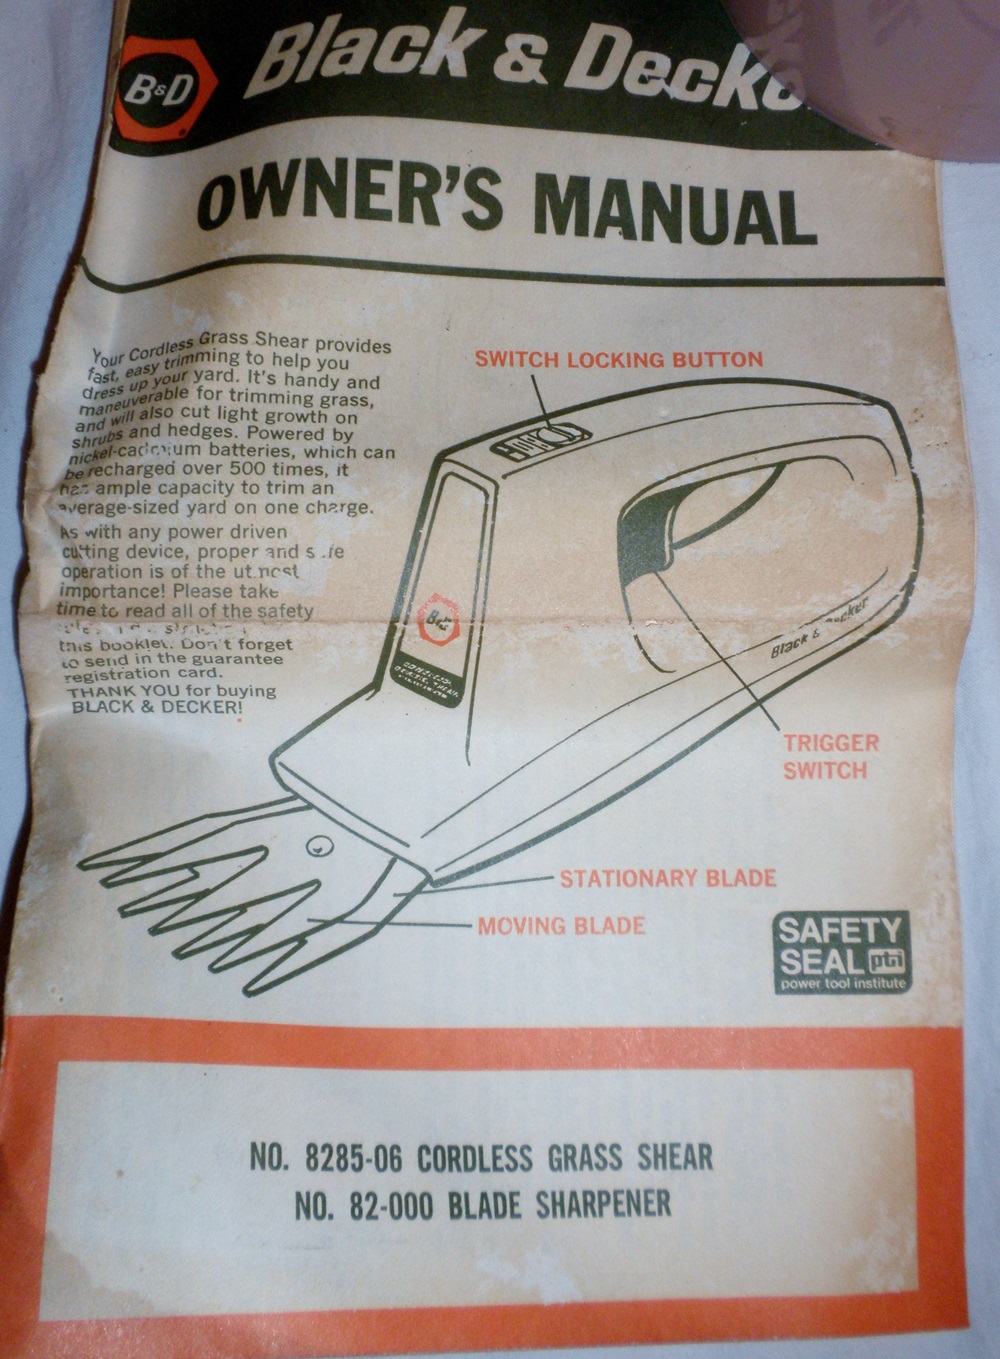 B&D
Black & Decke
OWNER'S MANUAL
Your Cordless Grass Shear provides
fast, easy trimming to help you
dress up your yard. It's handy and
maneuverable for trimming grass,
and will also cut light growth on
shrubs and hedges. Powered by
nickel-cadmium batteries, which can
be recharged over 500 times, it
has ample capacity to trim an
average-sized yard on one charge.
As with any power driven
cutting device, proper and safe
operation is of the utmost
importance! Please take
time to read all of the safety
this booklet. Don't forget
to send in the guarantee
registration card.
THANK YOU for buying
BLACK & DECKER!
SWITCH LOCKING BUTTON
B&D
Black & Decker
TRIGGER
SWITCH
STATIONARY BLADE
MOVING BLADE
SAFETY
SEAL pti
power tool institute
NO. 8285-06 CORDLESS GRASS SHEAR
NO. 82-000 BLADE SHARPENER